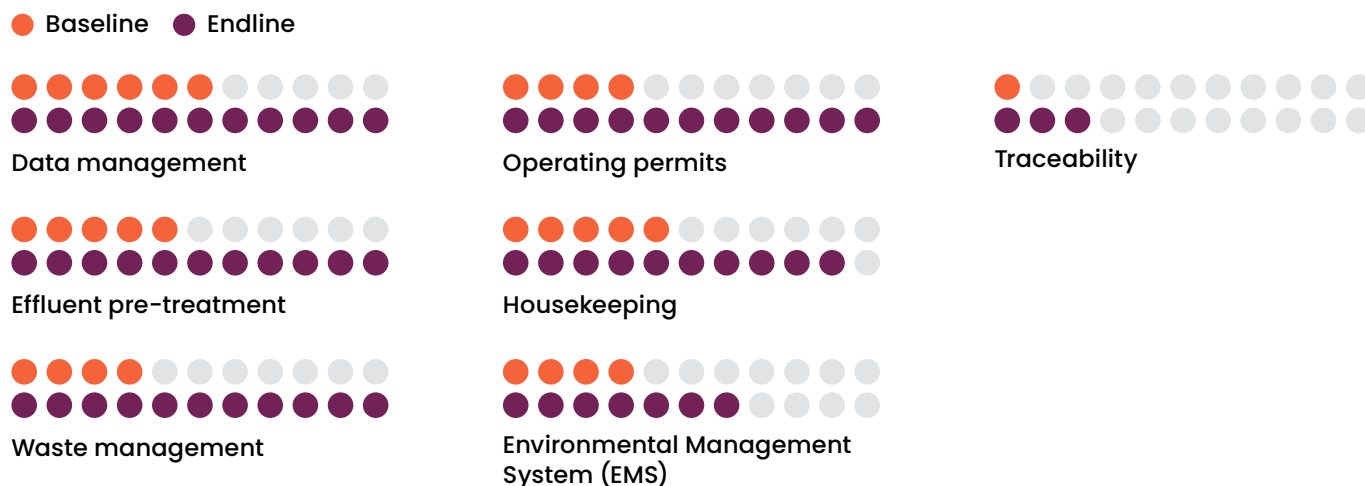 Baseline Endline
Data management
Operating permits
Traceability
Effluent pre-treatment
Housekeeping
Waste management
Environmental Management
System (EMS)